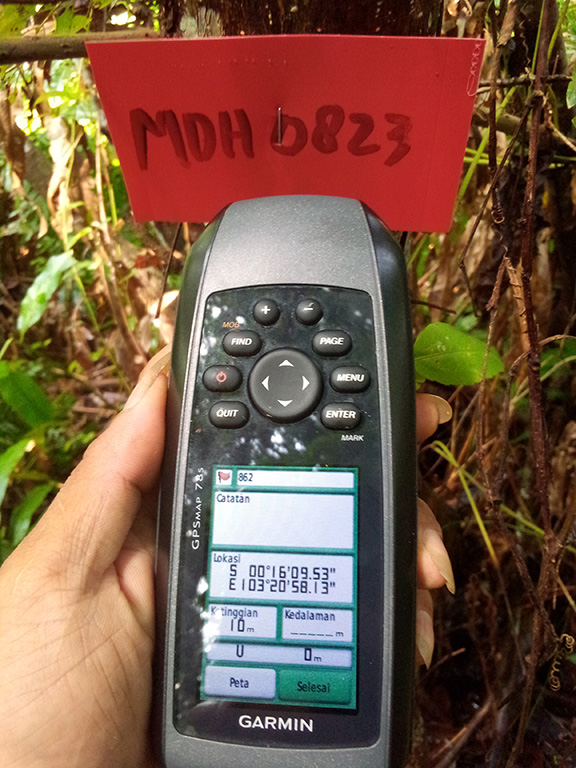 MDH 0823
MOB
FIND
PAGE
MENU
QUIT
ENTER
MARK
GPSMAP 78s
862
Catatan
Lokasi
S 00°16'09.53"
E103°20'58.13"
Ketinggian Kedalaman
10m _____m
U 0m
Peta Selesai
GARMIN